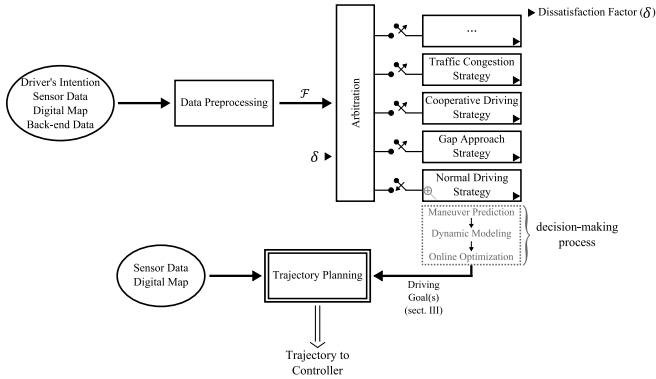 Dissatisfaction Factor (δ)
...
Driver's Intention
Sensor Data
Digital Map
Back-end Data
Data Preprocessing
ℱ
δ
Arbitration
Traffic Congestion
Strategy
Cooperative Driving
Strategy
Gap Approach
Strategy
Normal Driving
Strategy
Maneuver Prediction
Dynamic Modeling
Online Optimization
decision-making
process
Sensor Data
Digital Map
Trajectory Planning
Driving
Goal(s)
(sect. III)
Trajectory to
Controller